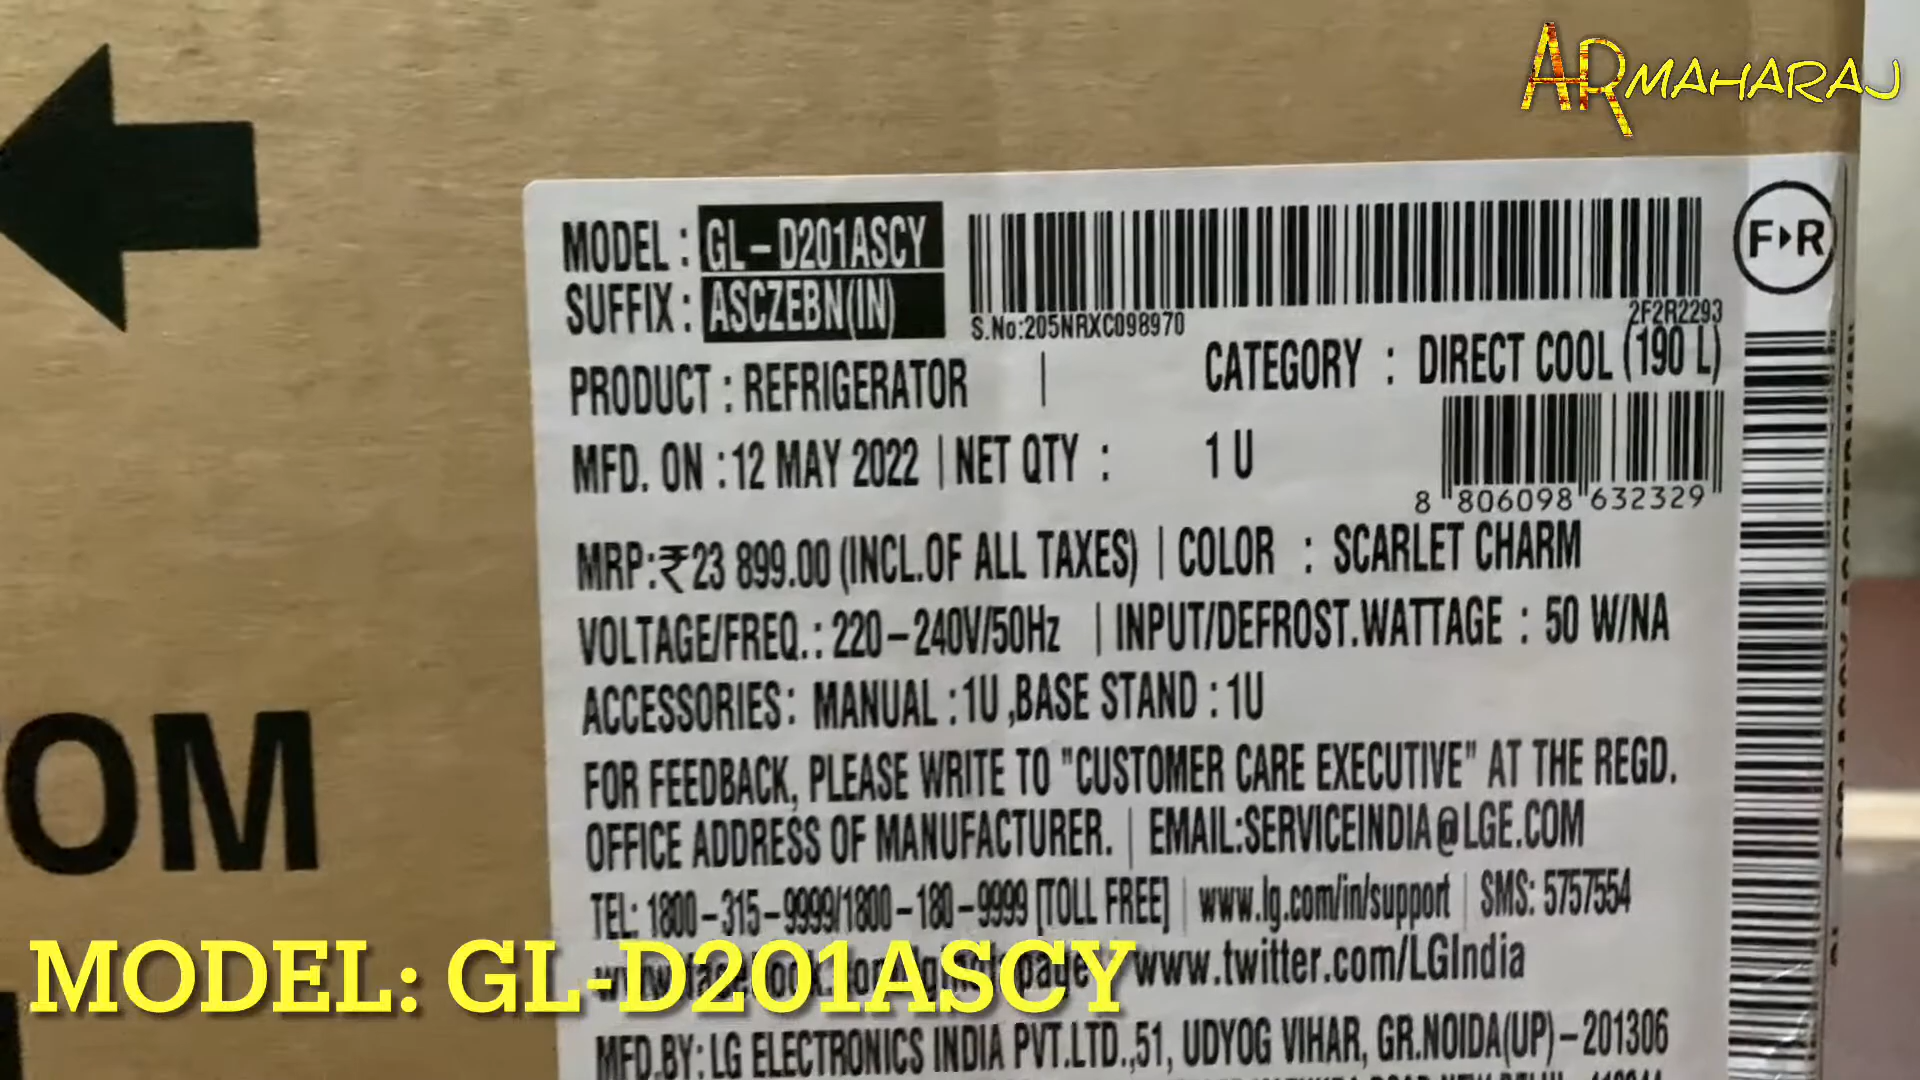 ARMAHARAJ
MODEL : GL-D201ASCY
SUFFIX : ASCZEBN(IN)
S.No:205NRXC098970
2F2R2293
F▸R
PRODUCT : REFRIGERATOR | CATEGORY : DIRECT COOL (190 L)
MFD. ON :12 MAY 2022 | NET QTY : 1 U
8 806098 632329
MRP:₹23 899.00 (INCL.OF ALL TAXES) | COLOR : SCARLET CHARM
VOLTAGE/FREQ.: 220-240V/50Hz | INPUT/DEFROST.WATTAGE : 50 W/NA
ACCESSORIES: MANUAL :1U ,BASE STAND : 1U
FOR FEEDBACK, PLEASE WRITE TO "CUSTOMER CARE EXECUTIVE" AT THE REGD.
OFFICE ADDRESS OF MANUFACTURER. | EMAIL:SERVICEINDIA@LGE.COM
TEL: 1800-315-9999/1800-180-9999 [TOLL FREE] | www.lg.com/in/support | SMS: 5757554
www.twitter.com/LGIndia
MFD.BY: LG ELECTRONICS INDIA PVT.LTD.,51, UDYOG VIHAR, GR.NOIDA(UP)-201306
OM
MODEL: GL-D201ASCY